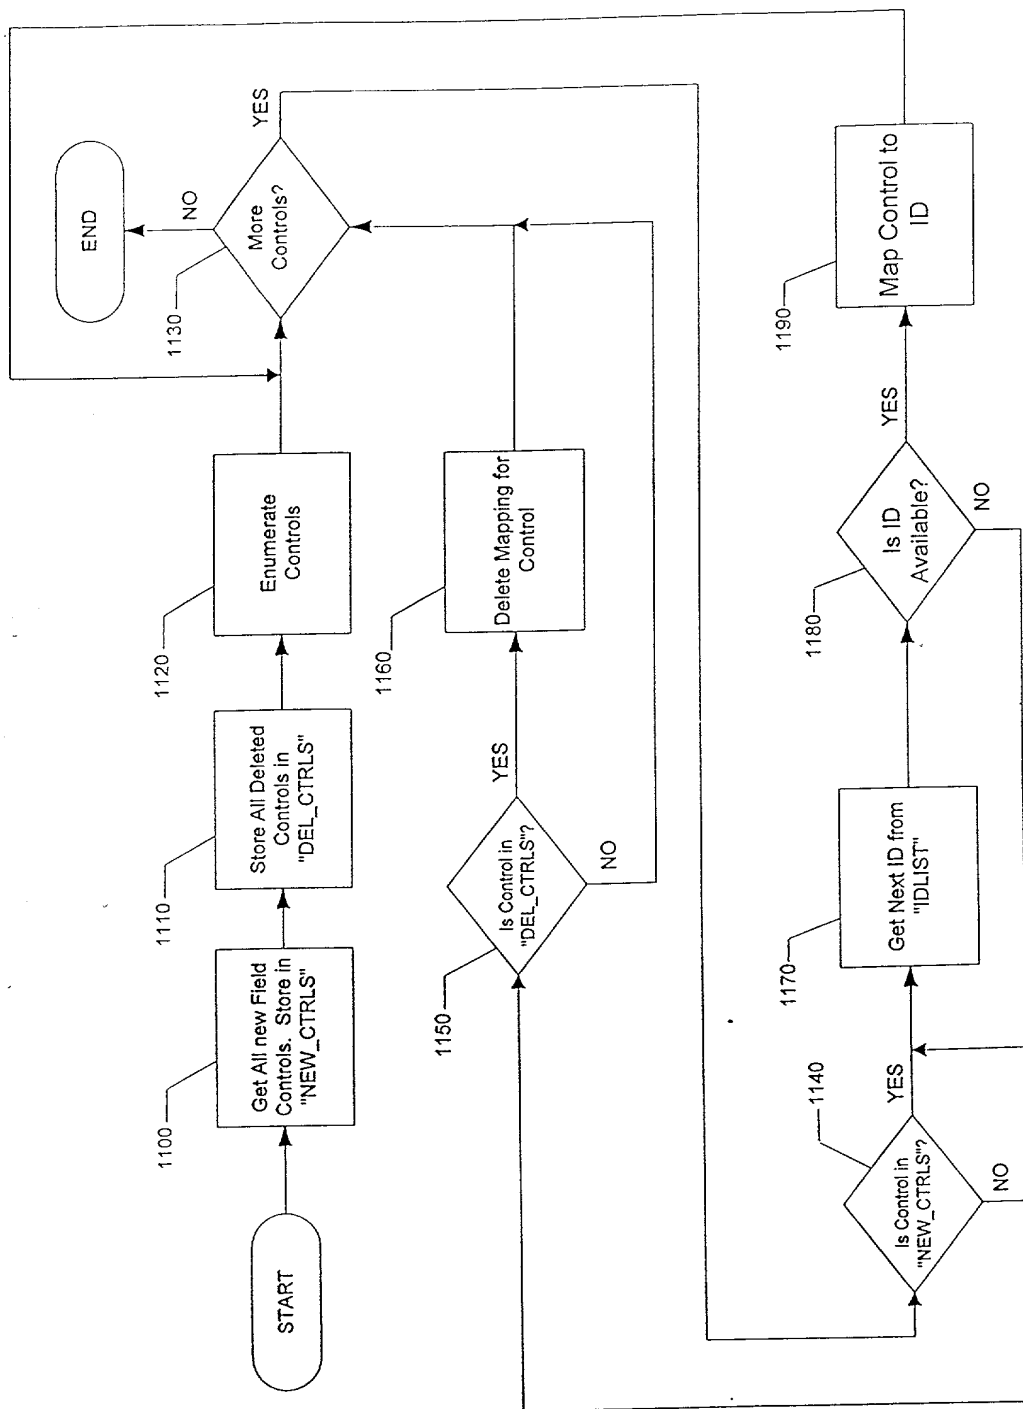 START
1100
Get All new Field
Controls. Store in
"NEW_CTRLS"
1110
Store All Deleted
Controls in
"DEL_CTRLS"
1120
Enumerate
Controls
1130
More
Controls?
NO
YES
END
1150
Is Control in
"DEL_CTRLS"?
YES
NO
1160
Delete Mapping for
Control
1140
Is Control in
"NEW_CTRLS"?
YES
NO
1170
Get Next ID from
"IDLIST"
1180
Is ID
Available?
YES
NO
1190
Map Control to
ID